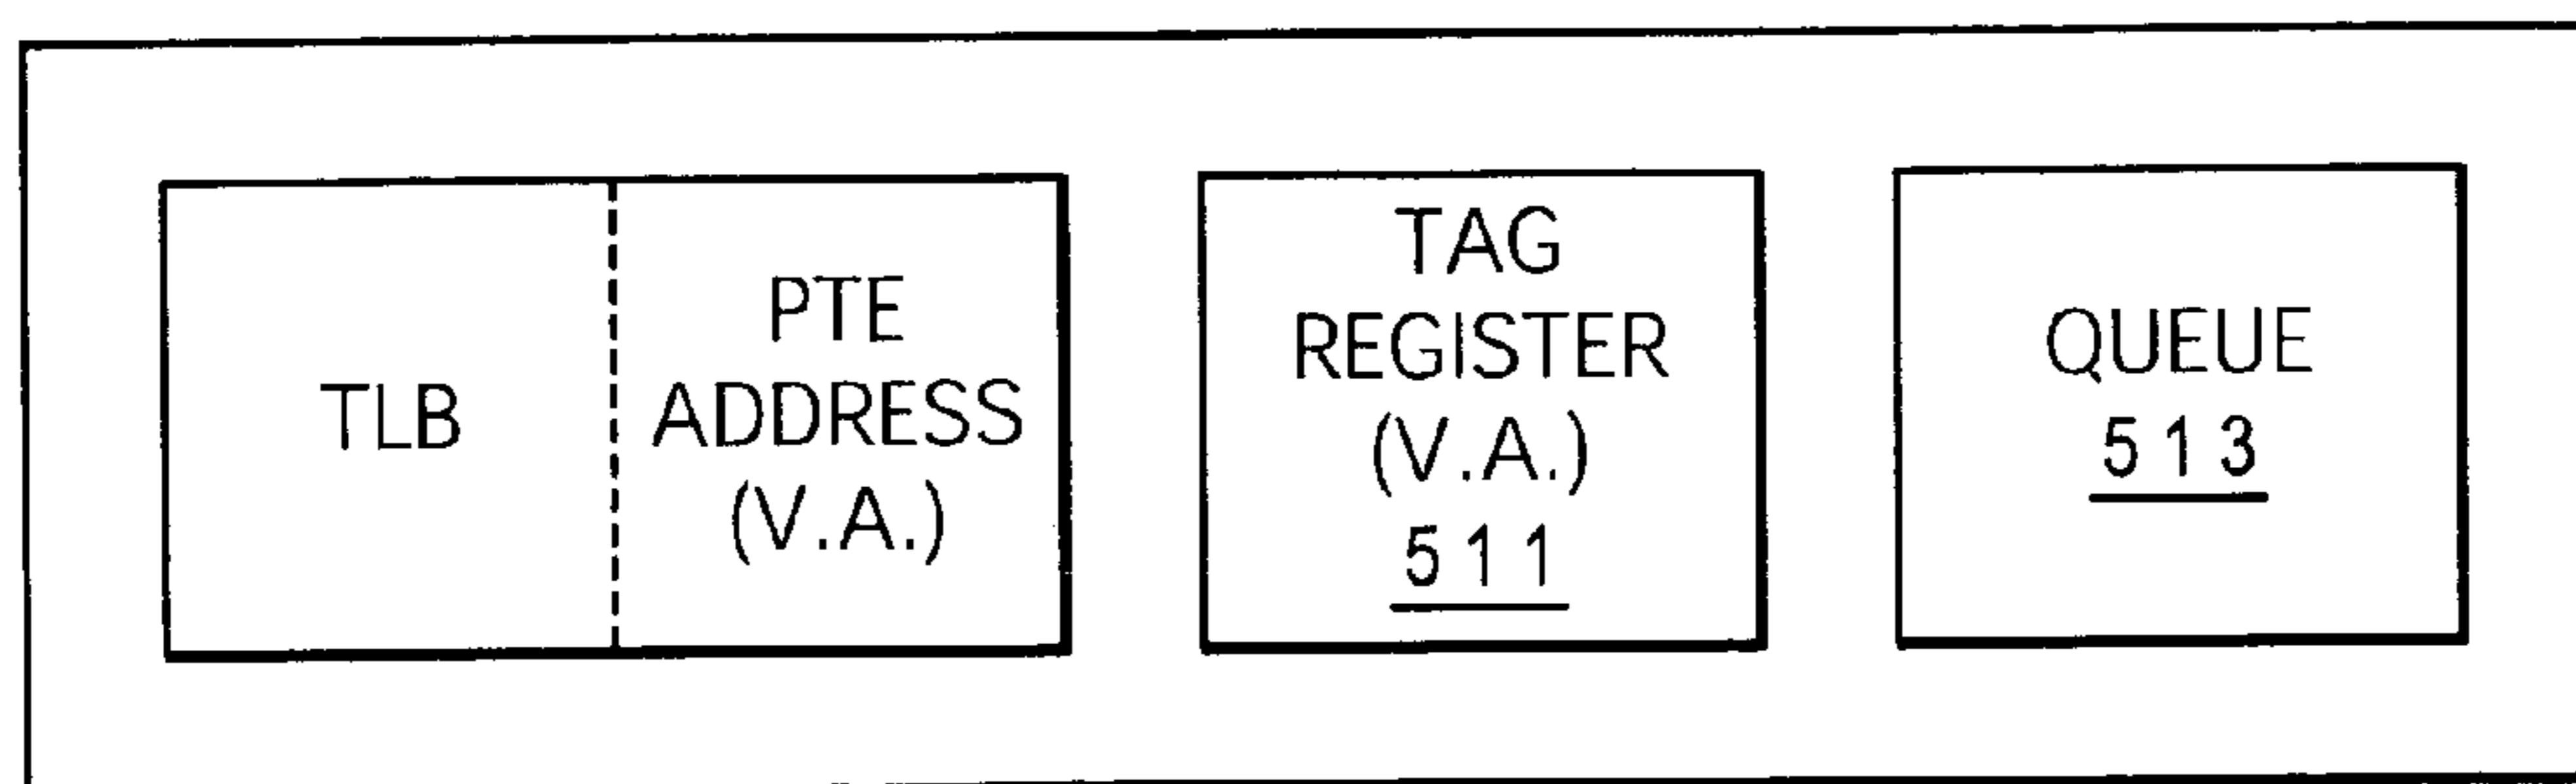 TLB
PTE
ADDRESS
(V.A.)
TAG
REGISTER
(V.A.)
511
QUEUE
513